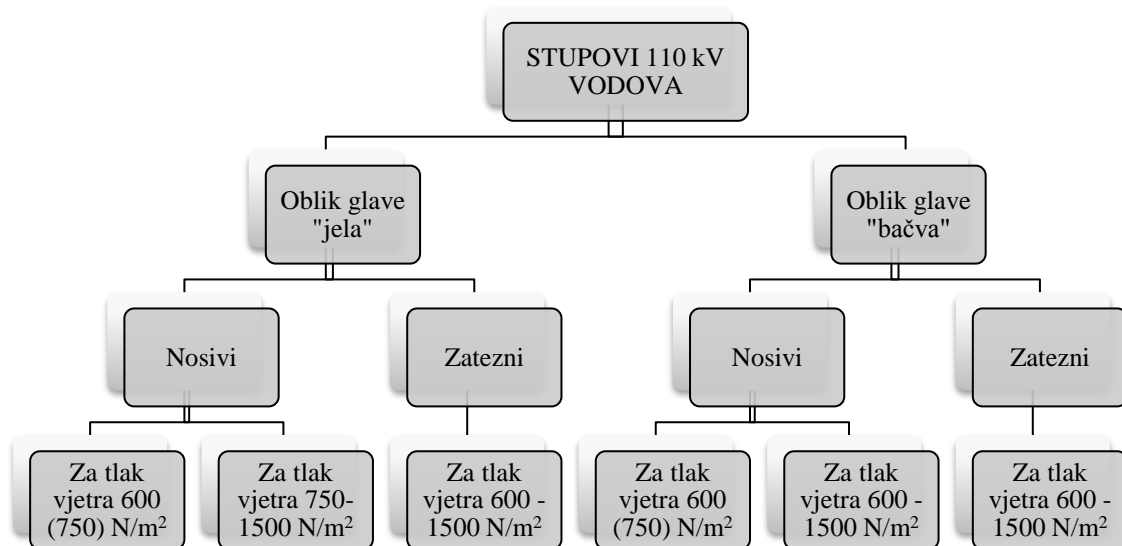 STUPOVI 110 kV
VODOVA
Oblik glave
"jela"
Oblik glave
"bačva"
Nosivi
Zatezni
Nosivi
Zatezni
Za tlak
vjetra 600
(750) N/m²
Za tlak
vjetra 750-
1500 N/m²
Za tlak
vjetra 600 -
1500 N/m²
Za tlak
vjetra 600
(750) N/m²
Za tlak
vjetra 600 -
1500 N/m²
Za tlak
vjetra 600 -
1500 N/m²